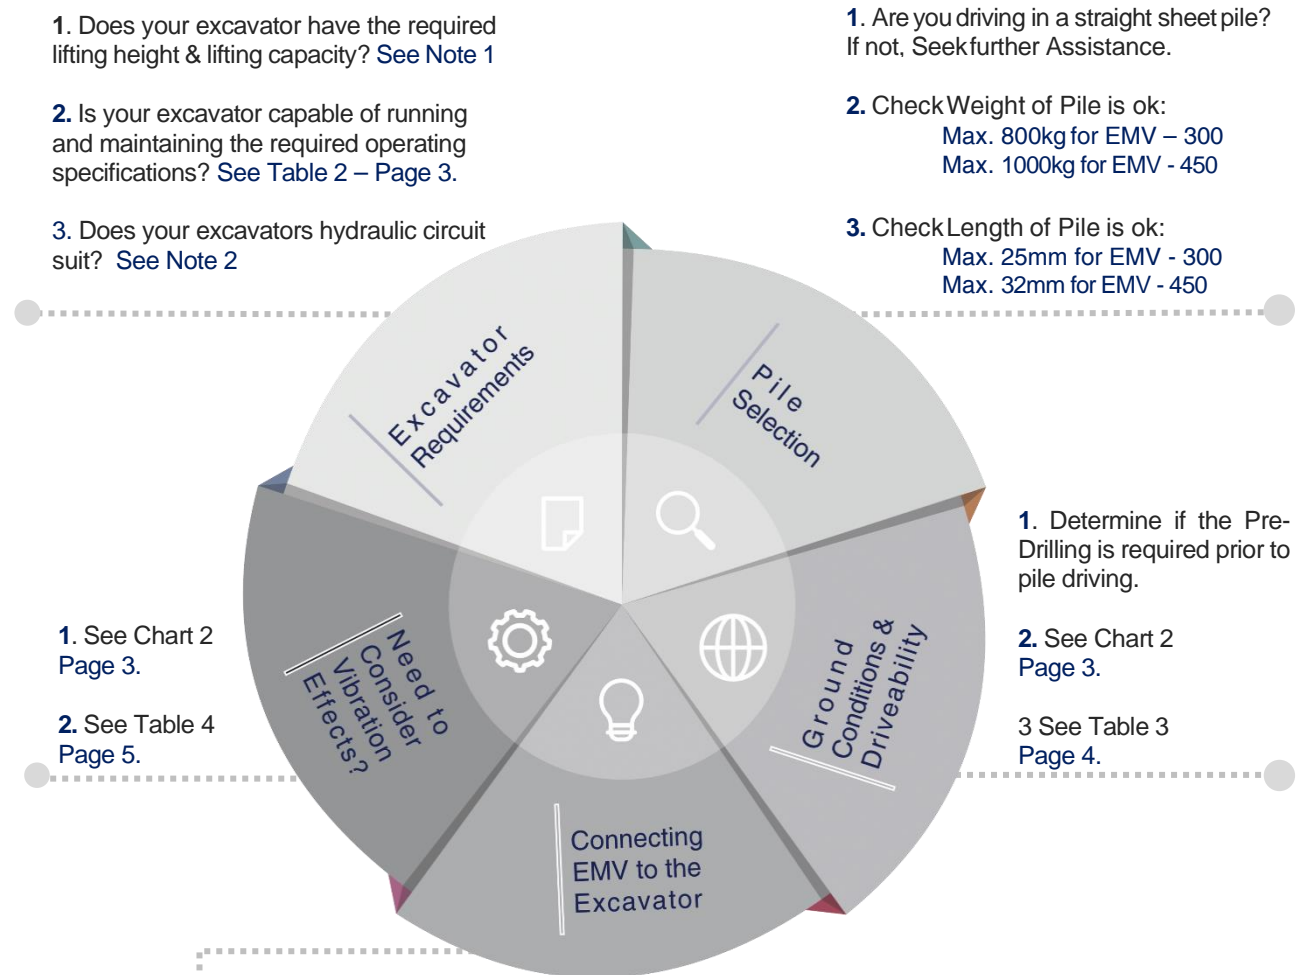 1. Does your excavator have the required
lifting height & lifting capacity? See Note 1
2. Is your excavator capable of running
and maintaining the required operating
specifications? See Table 2 – Page 3.
3. Does your excavators hydraulic circuit
suit? See Note 2
1. Are you driving in a straight sheet pile?
If not, Seek further Assistance.
2. Check Weight of Pile is ok:
Max. 800kg for EMV – 300
Max. 1000kg for EMV - 450
3. Check Length of Pile is ok:
Max. 25mm for EMV - 300
Max. 32mm for EMV - 450
Excavator
Requirements
Pile
Selection
1. Determine if the Pre-
Drilling is required prior to
pile driving.
2. See Chart 2
Page 3.
3 See Table 3
Page 4.
Ground
Conditions &
Driveability
1. See Chart 2
Page 3.
2. See Table 4
Page 5.
Need to
Consider
Vibration
Effects?
Connecting
EMV to the
Excavator